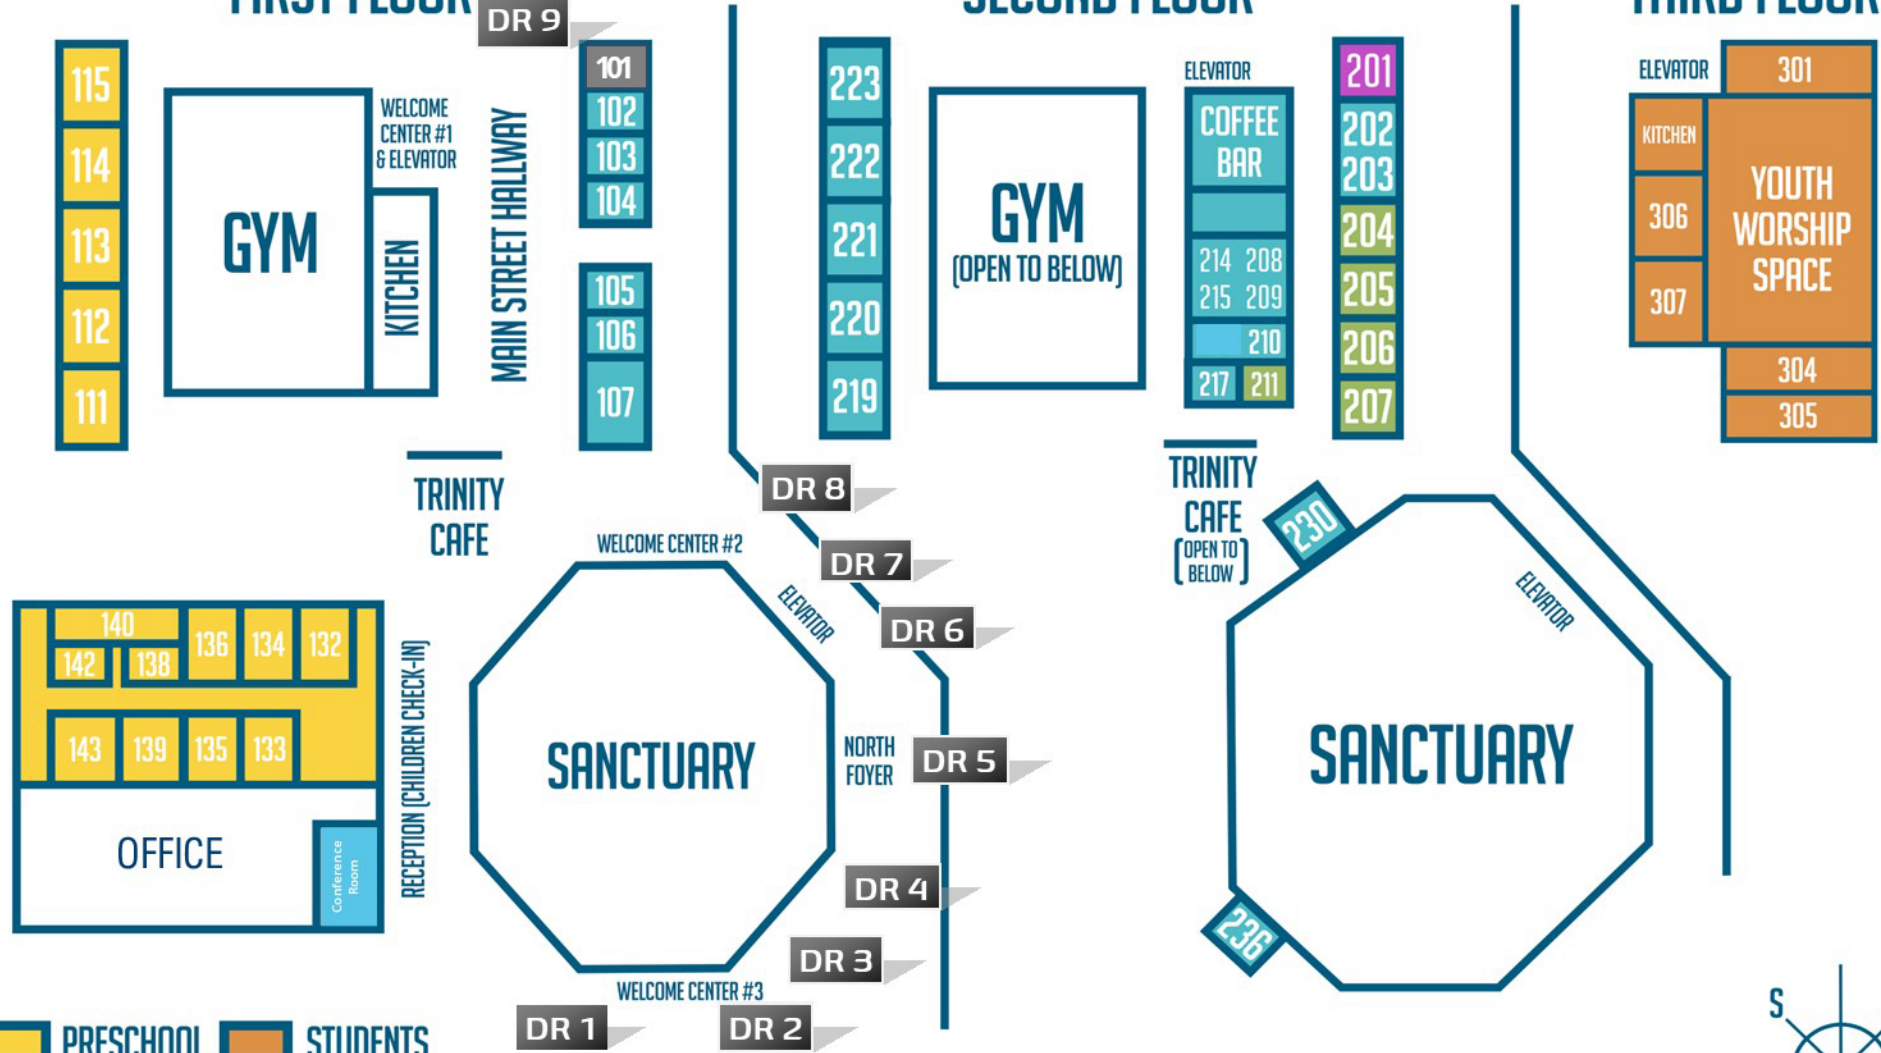 FIRST FLOOR
DR 9
SECOND FLOOR
THIRD FLOOR
115
114
113
112
111
GYM
WELCOME
CENTER #1
& ELEVATOR
KITCHEN
MAIN STREET HALLWAY
101
102
103
104
105
106
107
TRINITY
CAFE
140
142
138
136
134
132
143
139
135
133
OFFICE
Conference
Room
RECEPTION (CHILDREN CHECK-IN)
WELCOME CENTER #2
ELEVATOR
SANCTUARY
NORTH
FOYER
WELCOME CENTER #3
DR 8
DR 7
DR 6
DR 5
DR 4
DR 3
DR 1
DR 2
223
222
221
220
219
GYM
(OPEN TO BELOW)
ELEVATOR
COFFEE
BAR
214 208
215 209
210
217 211
201
202
203
204
205
206
207
TRINITY
CAFE
[OPEN TO
BELOW]
230
ELEVATOR
SANCTUARY
236
ELEVATOR
301
KITCHEN
306
307
YOUTH
WORSHIP
SPACE
304
305
S
PRESCHOOL
STUDENTS